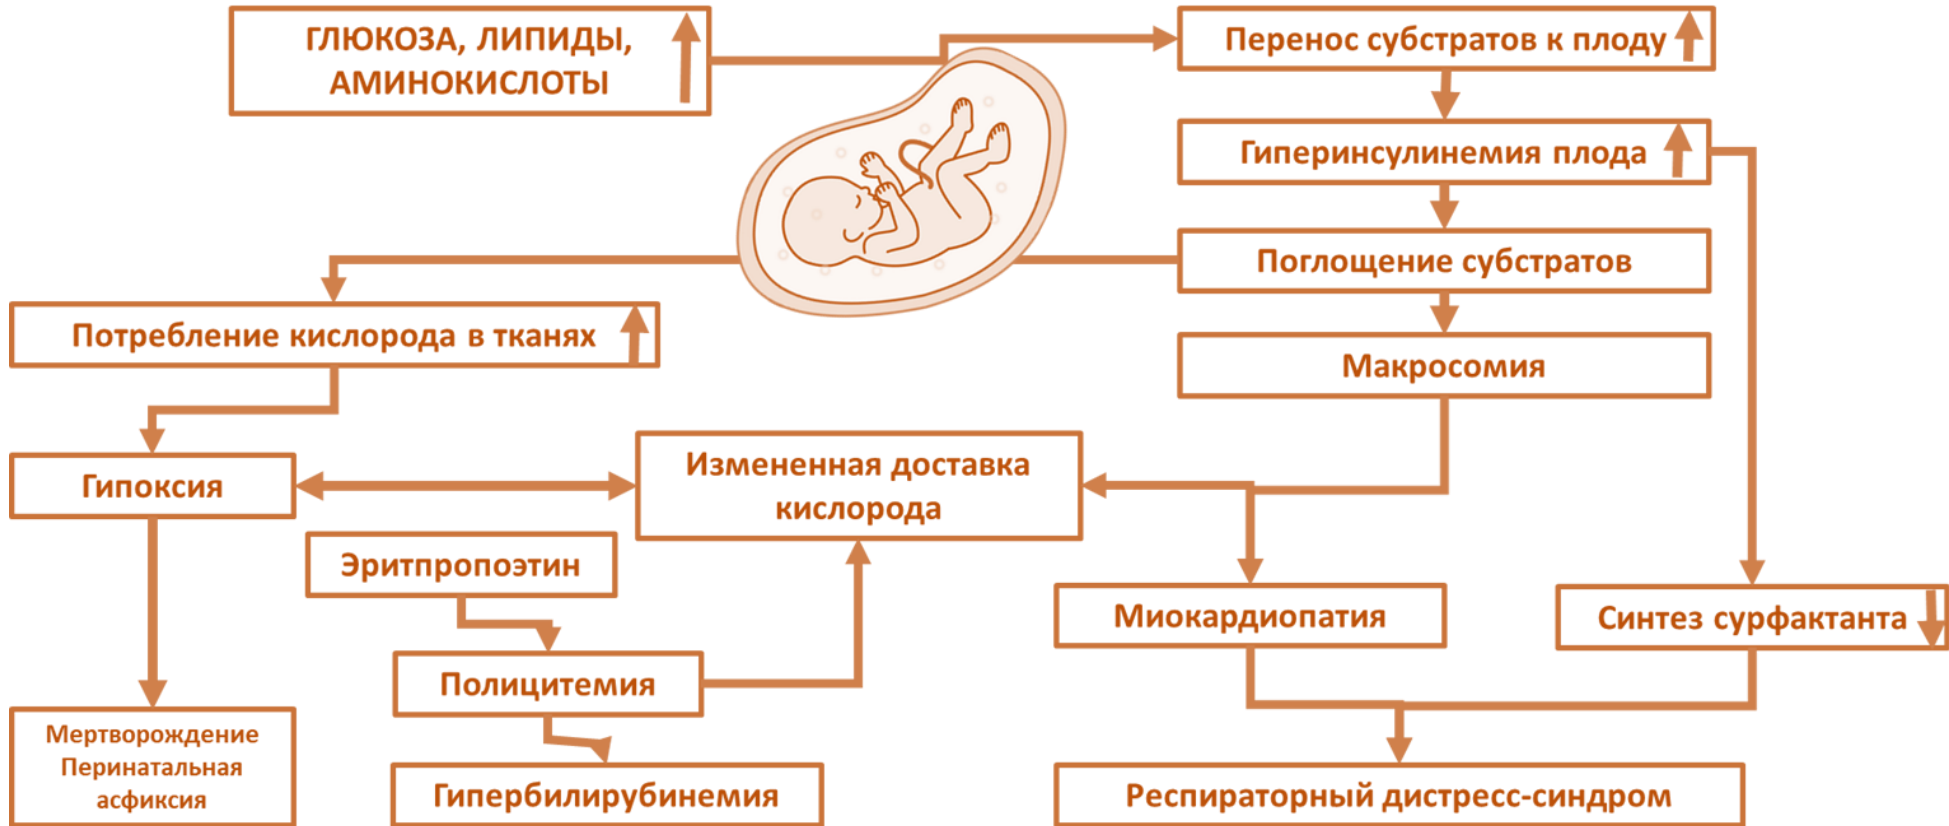 ГЛЮКОЗА, ЛИПИДЫ,
АМИНОКИСЛОТЫ
Перенос субстратов к плоду
Гиперинсулинемия плода
Поглощение субстратов
Потребление кислорода в тканях
Макросомия
Гипоксия
Измененная доставка
кислорода
Эритпропоэтин
Миокардиопатия
Синтез сурфактанта
Полицитемия
Мертворождение
Перинатальная
асфиксия
Гипербилирубинемия
Респираторный дистресс-синдром